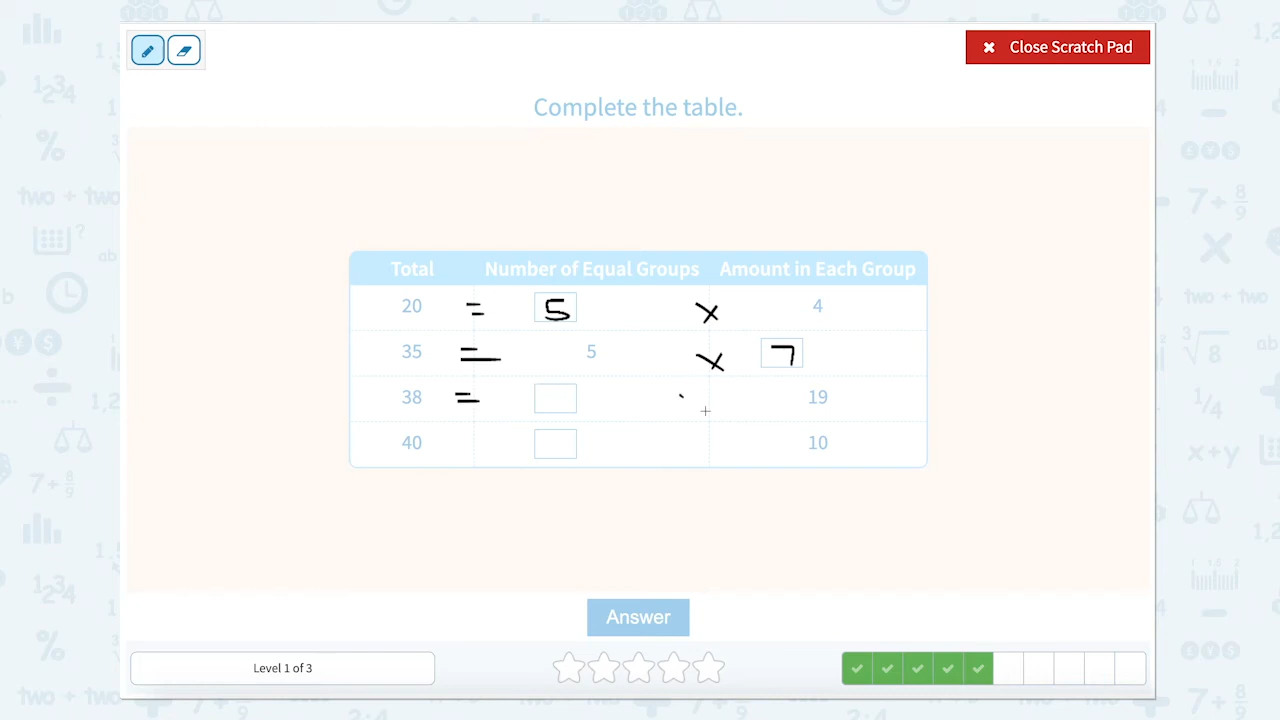 Close Scratch Pad
Complete the table.
Total Number of Equal Groups Amount in Each Group
20 = 5 x 4
35 = 5 x 7
38 = 19
40 10
Answer
Level 1 of 3